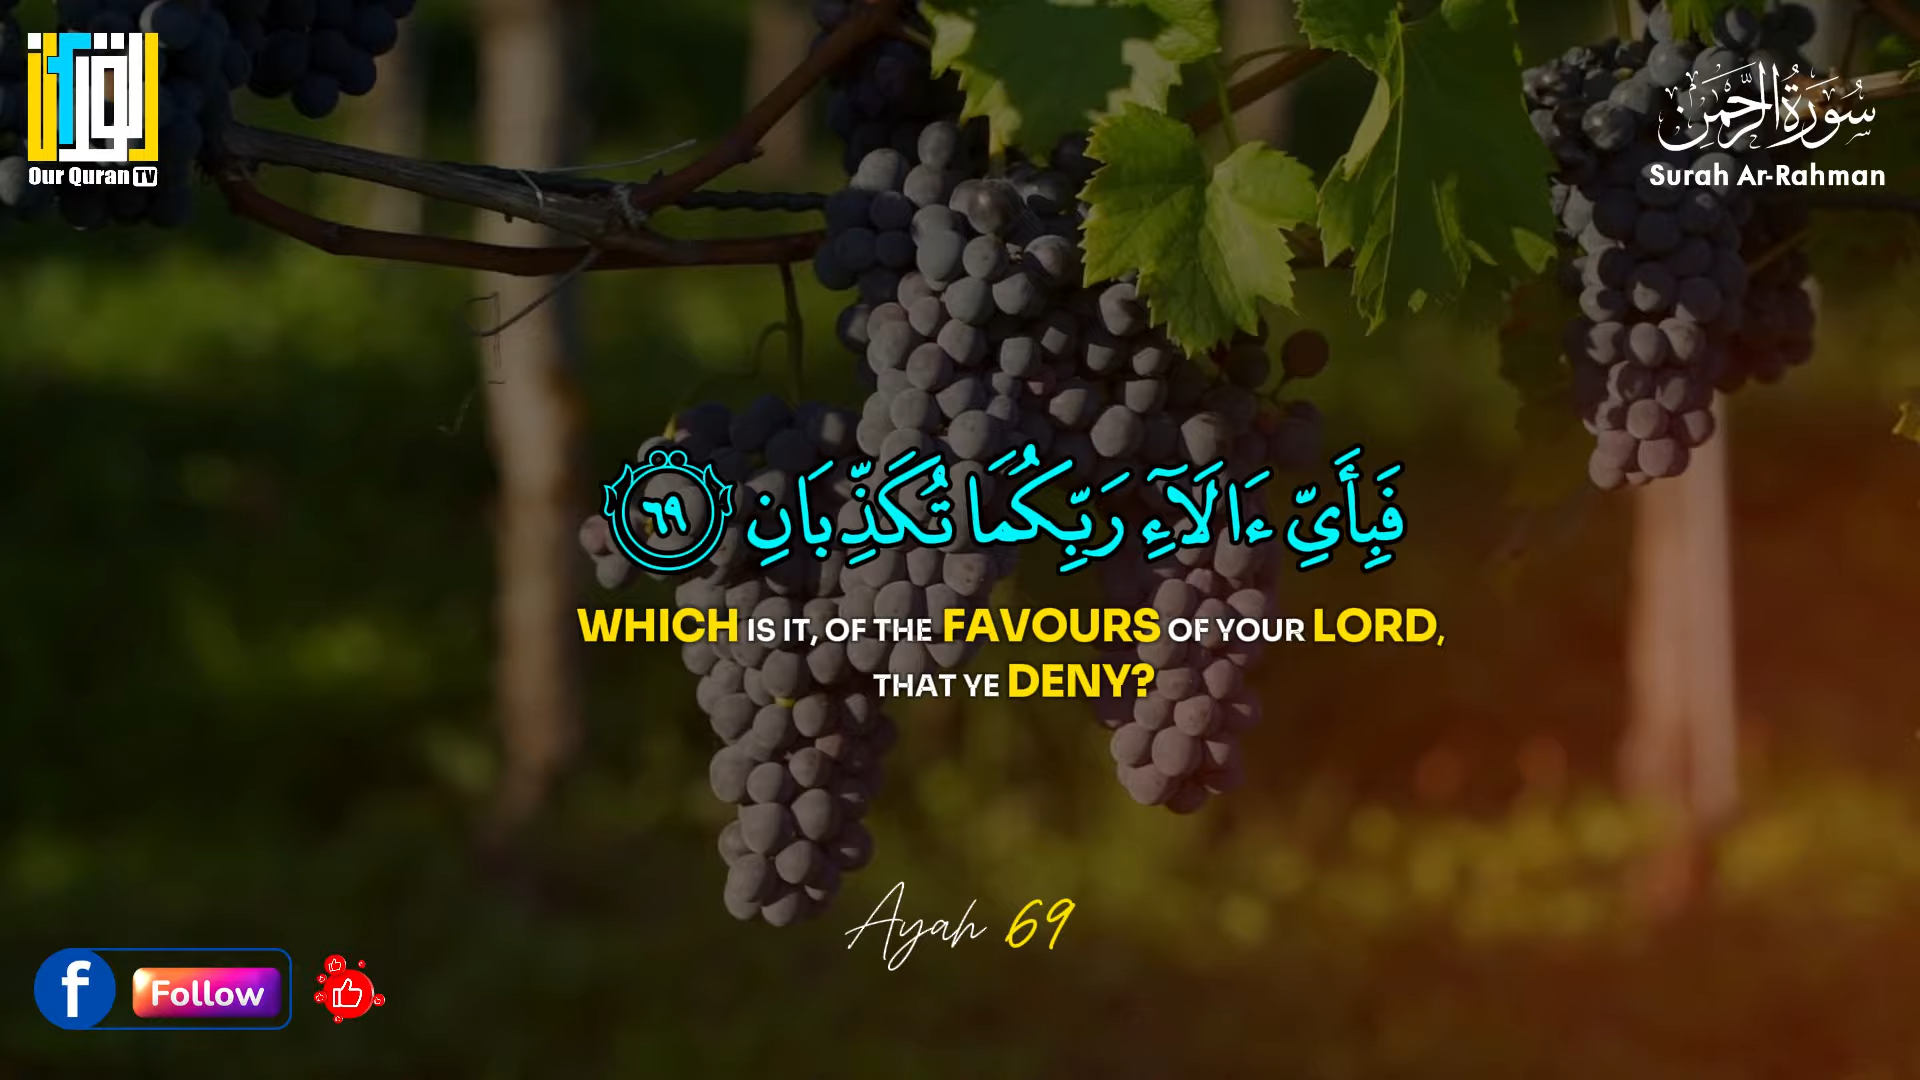 اقرأ
Our Quran TV
سُورَةُ الرَّحْمَٰن
Surah Ar-Rahman
فَبِأَيِّ ءَالَآءِ رَبِّكُمَا تُكَذِّبَانِ ٦٩
WHICH IS IT, OF THE FAVOURS OF YOUR LORD,
THAT YE DENY?
Ayah 69
f Follow